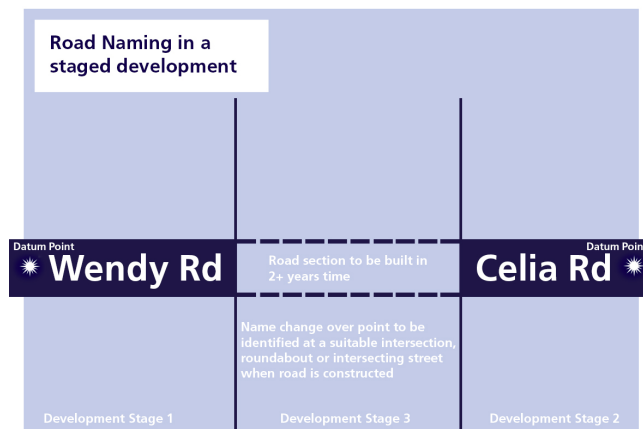 Road Naming in a
staged development
Datum Point
Wendy Rd
Road section to be built in
2+ years time
Datum Poin
Celia Rd
Name change over point to be
identified at a suitable intersection,
roundabout or intersecting street
when road is constructed
Development Stage 1
Development Stage 3
Development Stage 2